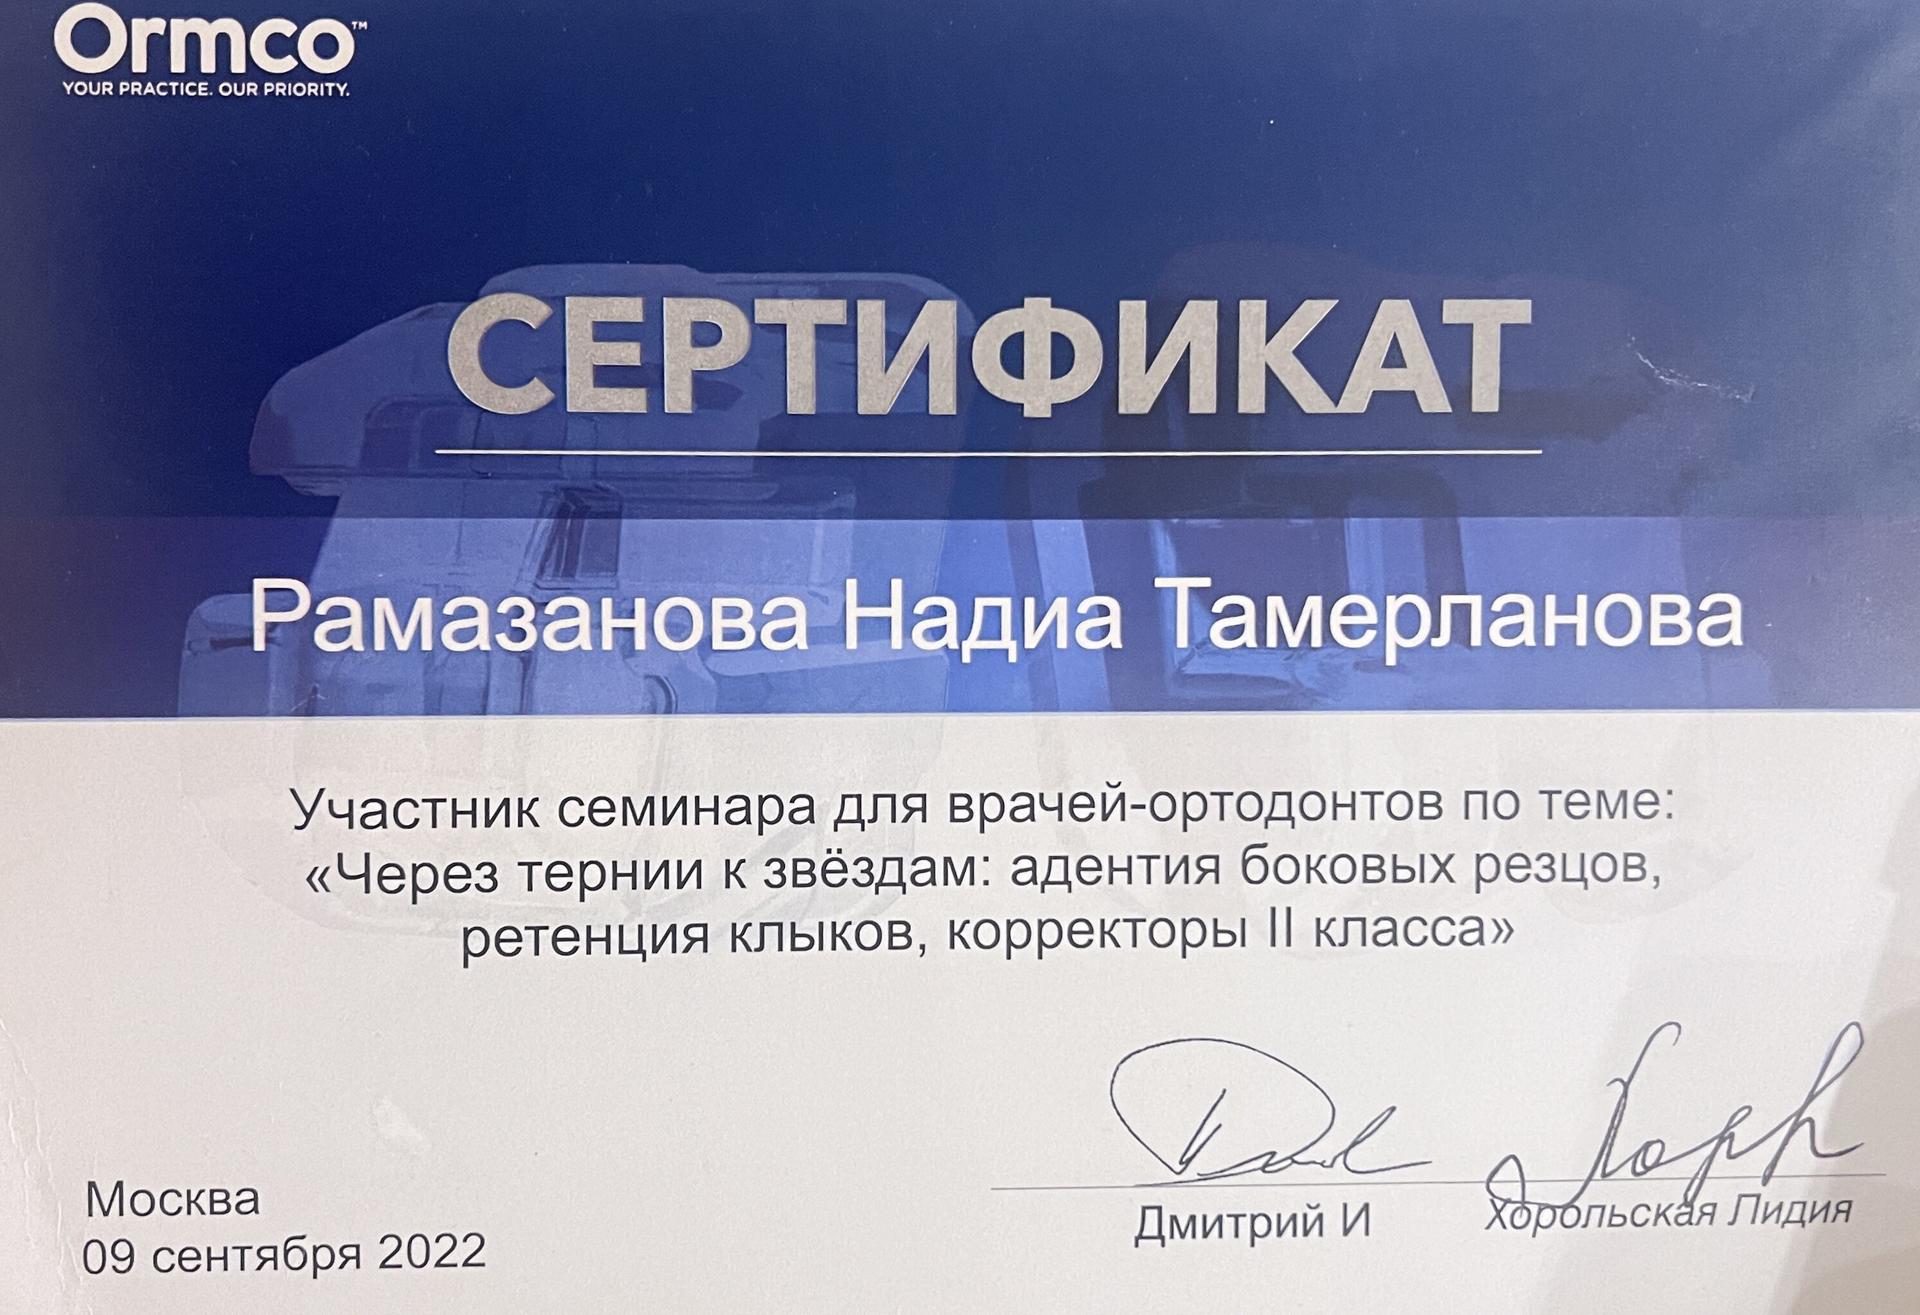 Ormco™
YOUR PRACTICE. OUR PRIORITY.
СЕРТИФИКАТ
Рамазанова Надиа Тамерланова
Участник семинара для врачей-ортодонтов по теме:
«Через тернии к звёздам: адентия боковых резцов,
ретенция клыков, корректоры II класса»
Москва
09 сентября 2022
Дмитрий И
Хорольская Лидия